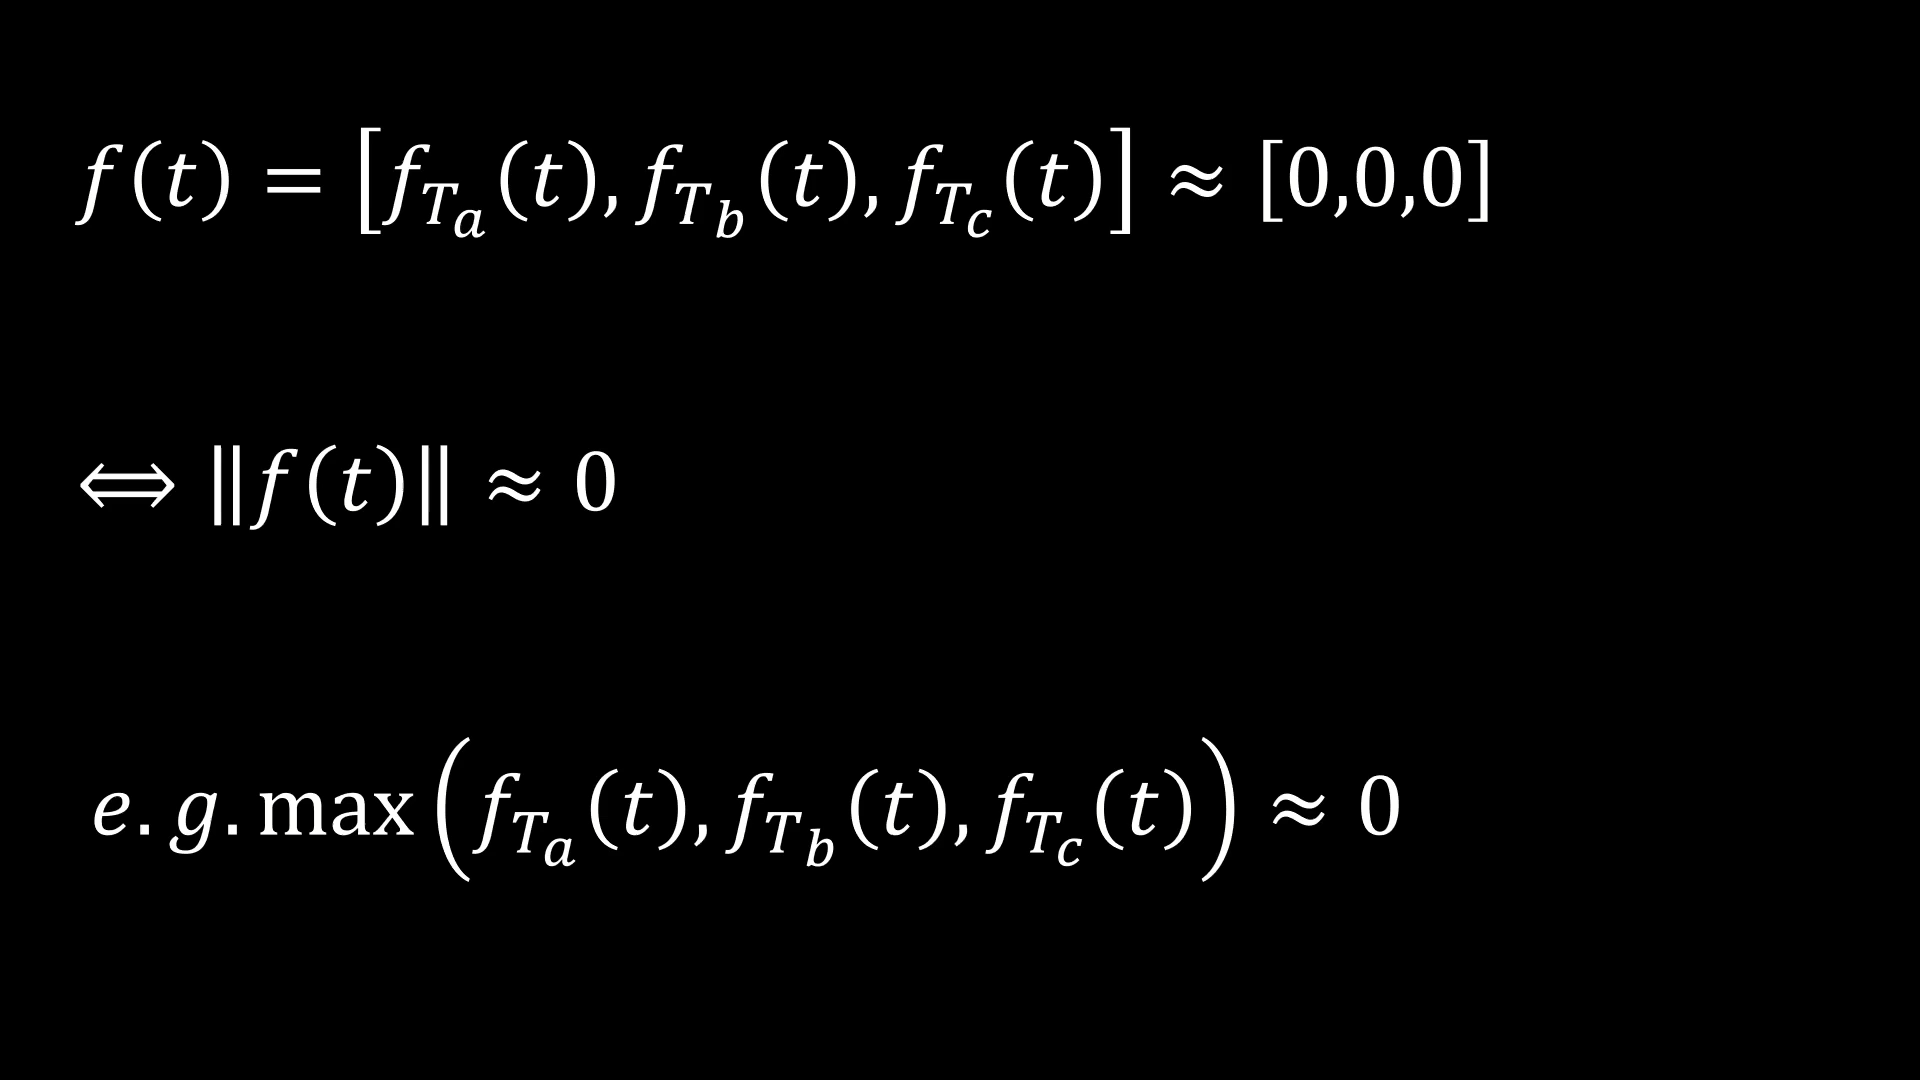 f(t) = [f_{T_a}(t), f_{T_b}(t), f_{T_c}(t)] ≈ [0,0,0]
⟺ ‖f(t)‖ ≈ 0
e.g. max(f_{T_a}(t), f_{T_b}(t), f_{T_c}(t)) ≈ 0